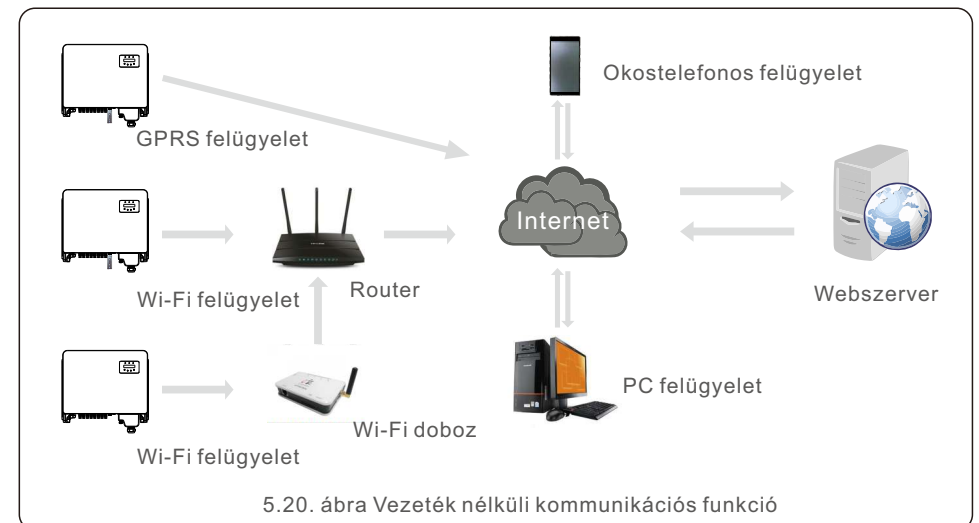 Okostelefonos felügyelet
GPRS felügyelet
Internet
Wi-Fi felügyelet
Router
Webszerver
PC felügyelet
Wi-Fi doboz
Wi-Fi felügyelet
5.20. ábra Vezeték nélküli kommunikációs funkció